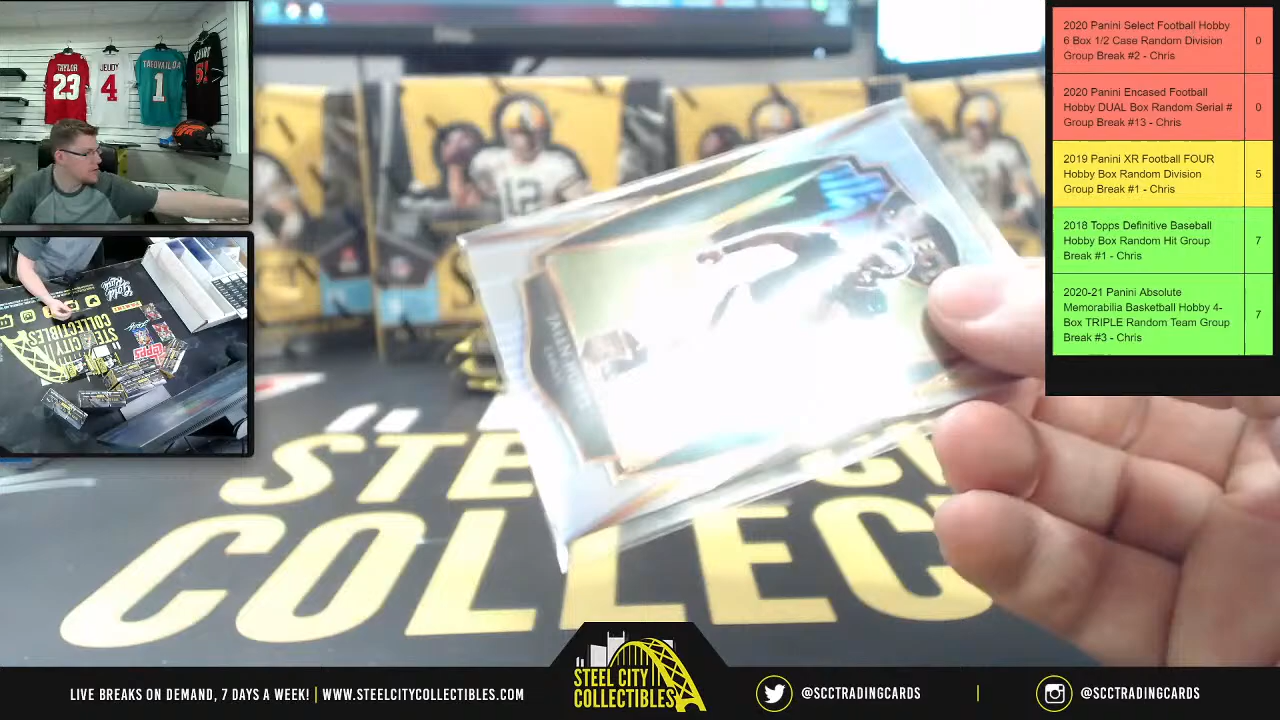 TAYLOR
23
JEUDY
4
TAGOVAILOA
1
2020 Panini Select Football Hobby
6 Box 1/2 Case Random Division
Group Break #2 - Chris
0
2020 Panini Encased Football
Hobby DUAL Box Random Serial #
Group Break #13 - Chris
0
2019 Panini XR Football FOUR
Hobby Box Random Division
Group Break #1 - Chris
5
2018 Topps Definitive Baseball
Hobby Box Random Hit Group
Break #1 - Chris
7
2020-21 Panini Absolute
Memorabilia Basketball Hobby 4-
Box TRIPLE Random Team Group
Break #3 - Chris
7
12
STEEL CITY
COLLECTIBLES
topps
STEE
COLLEC
STEEL CITY
COLLECTIBLES
LIVE BREAKS ON DEMAND, 7 DAYS A WEEK! | WWW.STEELCITYCOLLECTIBLES.COM
@SCCTRADINGCARDS | @SCCTRADINGCARDS